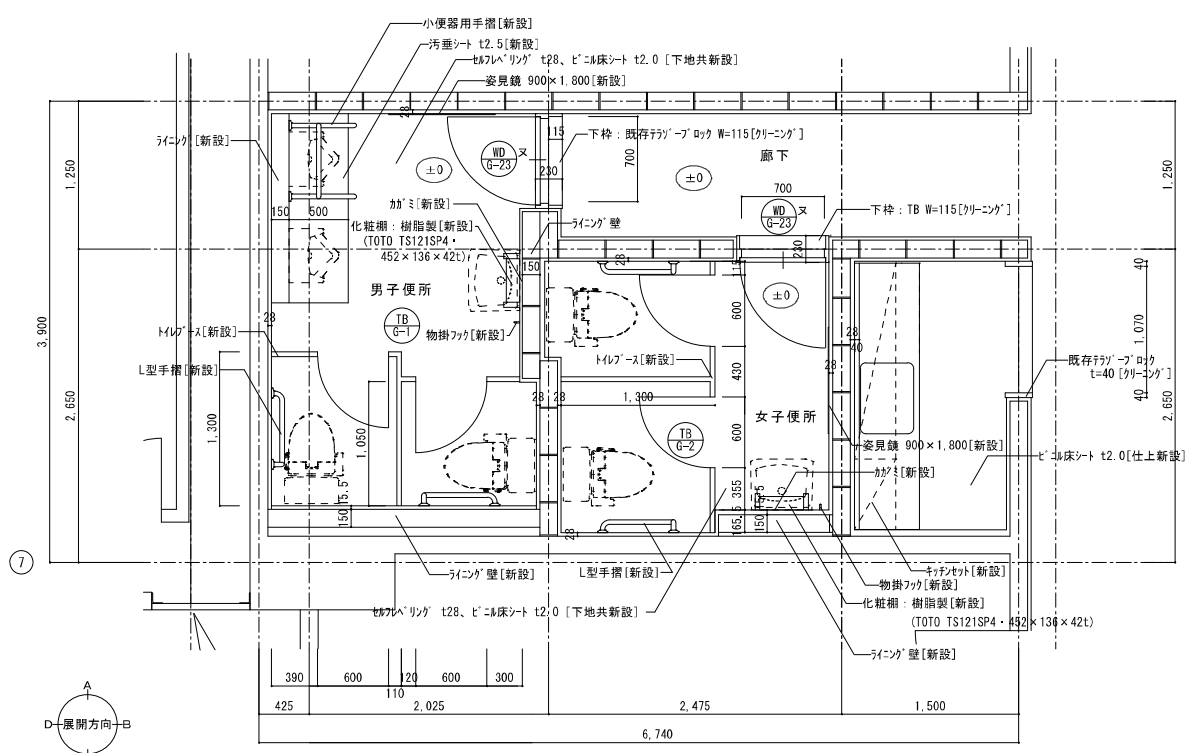 小便器用手摺[新設]
汚垂シート t2.5[新設]
セルフレベリング t28、ビニル床シート t2.0 [下地共新設]
姿見鏡 900×1,800[新設]
28
ライニング[新設]
WD
G-23
ヌ
115
230
下枠：既存テラゾーブロック W=115[クリーニング]
700
廊下
±0
±0
1,250
1,250
150
500
カガミ[新設]
化粧棚：樹脂製[新設]
(TOTO TS121SP4・
452×136×42t)
ライニング壁
150
700
WD
G-23
ヌ
下枠：TB W=115[クリーニング]
230
28
115
±0
男子便所
TB
G-1
28
物掛フック[新設]
トイレブース[新設]
L型手摺[新設]
トイレブース[新設]
600
430
600
355
165.5
28
28
40
40
1,070
40
既存テラゾーブロック
t=40[クリーニング]
3,900
2,650
2,650
1,300
1,050
28
28
1,300
女子便所
TB
G-2
姿見鏡 900×1,800[新設]
カガミ[新設]
ビニル床シート t2.0[仕上新設]
150
150
28
7
ライニング壁[新設]
L型手摺[新設]
キッチンセット[新設]
物掛フック[新設]
化粧棚：樹脂製[新設]
(TOTO TS121SP4・452×136×42t)
セルフレベリング t28、ビニル床シート t2.0 [下地共新設]
ライニング壁[新設]
390
600
110
120
600
300
425
2,025
2,475
1,500
6,740
A
D
展開方向
B